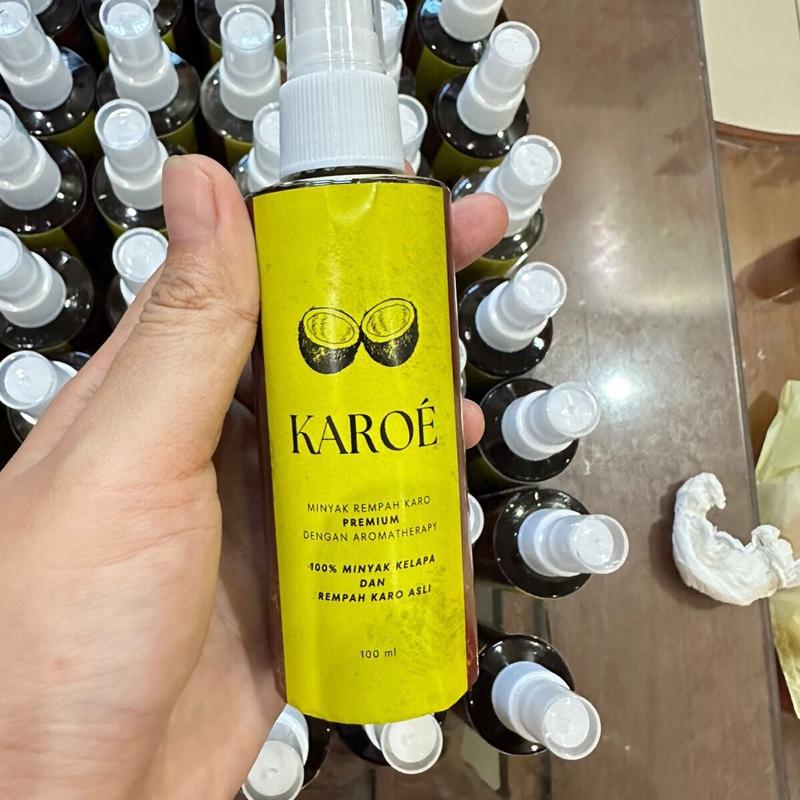 KAROÉ
MINYAK REMPAH KARO
PREMIUM
DENGAN AROMATHERAPY
100% MINYAK KELAPA
DAN
REMPAH KARO ASLI
100 ml